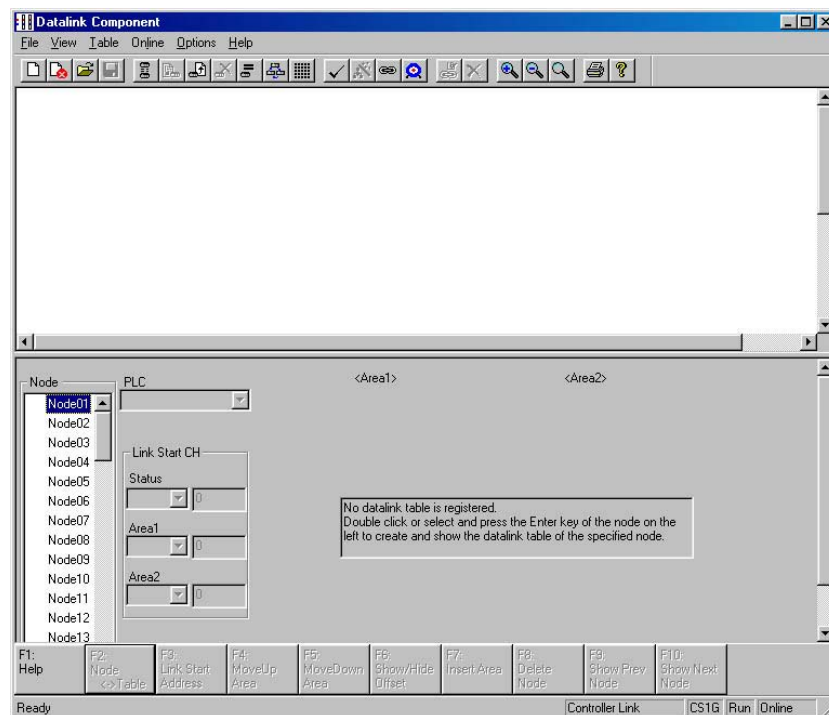 Datalink Component
File View Table Online Options Help
Node
PLC
<Area1>
<Area2>
Node01
Node02
Node03
Node04
Node05
Node06
Node07
Node08
Node09
Node10
Node11
Node12
Node13
Link Start CH
Status
0
Area1
0
Area2
0
No datalink table is registered.
Double click or select and press the Enter key of the node on the
left to create and show the datalink table of the specified node.
F1:
Help
F2:
Node
<->Table
F3:
Link Start
Address
F4:
MoveUp
Area
F5:
MoveDown
Area
F6:
Show/Hide
Offset
F7:
Insert Area
F8:
Delete
Node
F9:
Show Prev
Node
F10:
Show Next
Node
Ready
Controller Link
CS1G
Run
Online